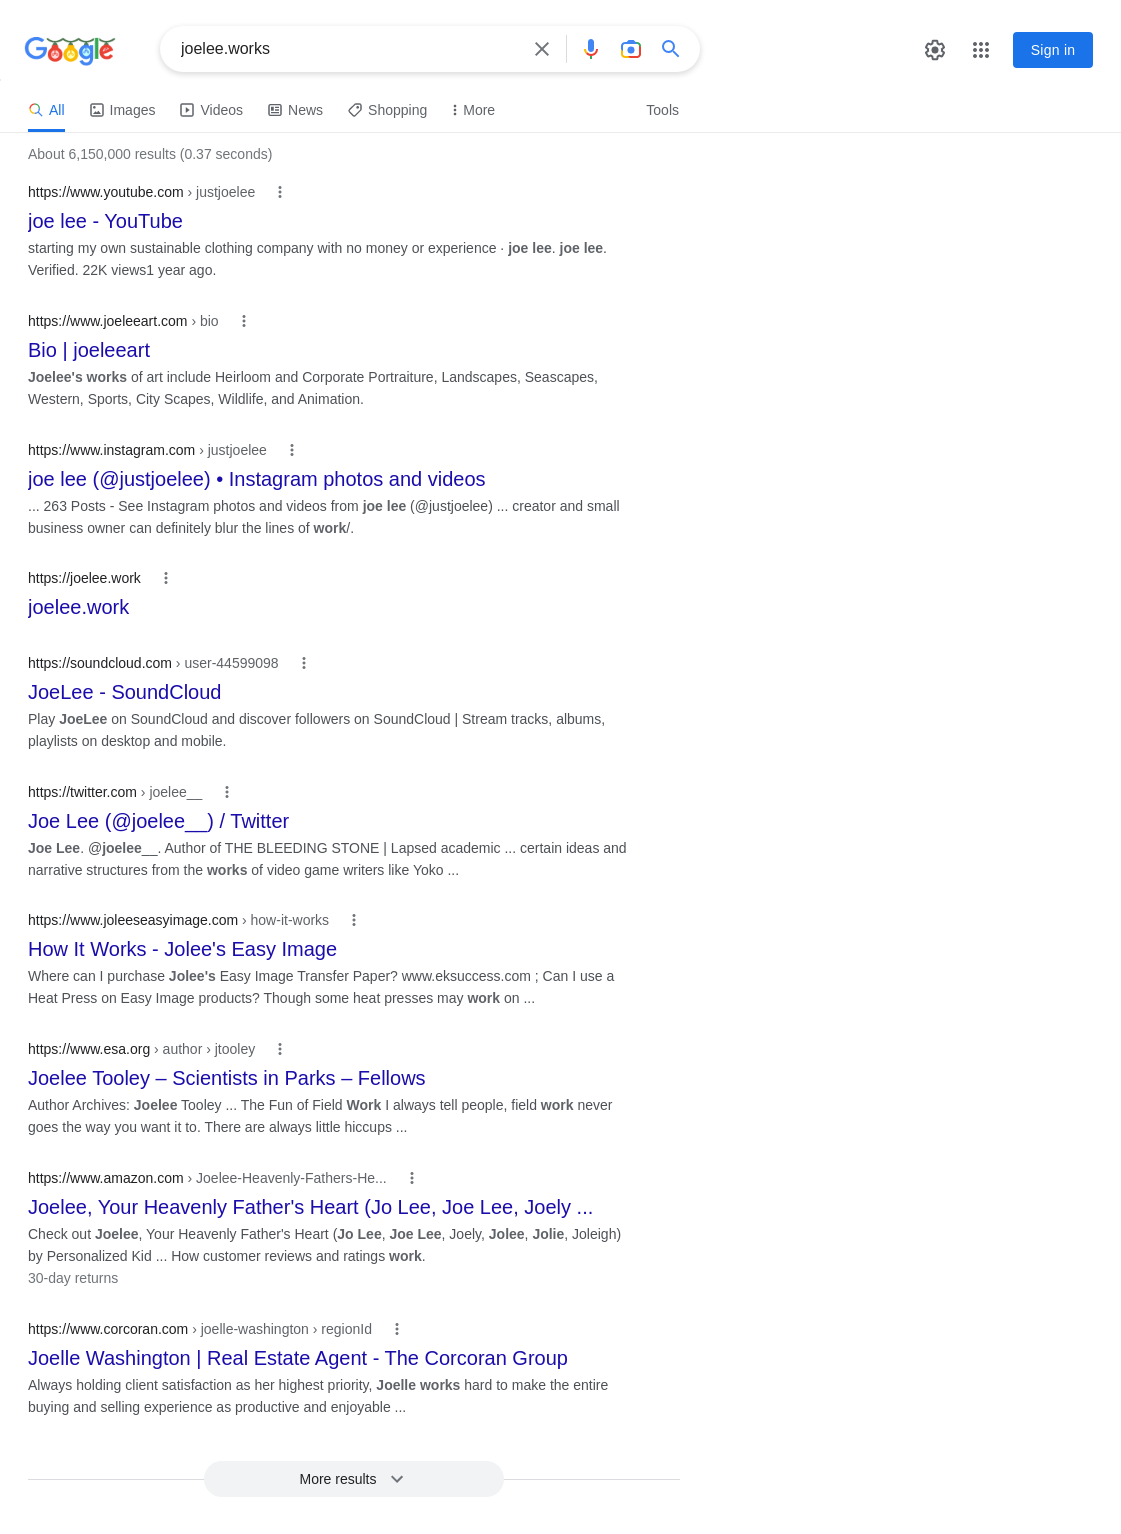 Google
joelee.works
Sign in
All
Images
Videos
News
Shopping
More
Tools
About 6,150,000 results (0.37 seconds)
https://www.youtube.com › justjoelee
joe lee - YouTube
starting my own sustainable clothing company with no money or experience · joe lee. joe lee.
Verified. 22K views1 year ago.
https://www.joeleeart.com › bio
Bio | joeleeart
Joelee's works of art include Heirloom and Corporate Portraiture, Landscapes, Seascapes,
Western, Sports, City Scapes, Wildlife, and Animation.
https://www.instagram.com › justjoelee
joe lee (@justjoelee) • Instagram photos and videos
... 263 Posts - See Instagram photos and videos from joe lee (@justjoelee) ... creator and small
business owner can definitely blur the lines of work/.
https://joelee.work
joelee.work
https://soundcloud.com › user-44599098
JoeLee - SoundCloud
Play JoeLee on SoundCloud and discover followers on SoundCloud | Stream tracks, albums,
playlists on desktop and mobile.
https://twitter.com › joelee__
Joe Lee (@joelee__) / Twitter
Joe Lee. @joelee__. Author of THE BLEEDING STONE | Lapsed academic ... certain ideas and
narrative structures from the works of video game writers like Yoko ...
https://www.joleeseasyimage.com › how-it-works
How It Works - Jolee's Easy Image
Where can I purchase Jolee's Easy Image Transfer Paper? www.eksuccess.com ; Can I use a
Heat Press on Easy Image products? Though some heat presses may work on ...
https://www.esa.org › author › jtooley
Joelee Tooley – Scientists in Parks – Fellows
Author Archives: Joelee Tooley ... The Fun of Field Work I always tell people, field work never
goes the way you want it to. There are always little hiccups ...
https://www.amazon.com › Joelee-Heavenly-Fathers-He...
Joelee, Your Heavenly Father's Heart (Jo Lee, Joe Lee, Joely ...
Check out Joelee, Your Heavenly Father's Heart (Jo Lee, Joe Lee, Joely, Jolee, Jolie, Joleigh)
by Personalized Kid ... How customer reviews and ratings work.
30-day returns
https://www.corcoran.com › joelle-washington › regionId
Joelle Washington | Real Estate Agent - The Corcoran Group
Always holding client satisfaction as her highest priority, Joelle works hard to make the entire
buying and selling experience as productive and enjoyable ...
More results